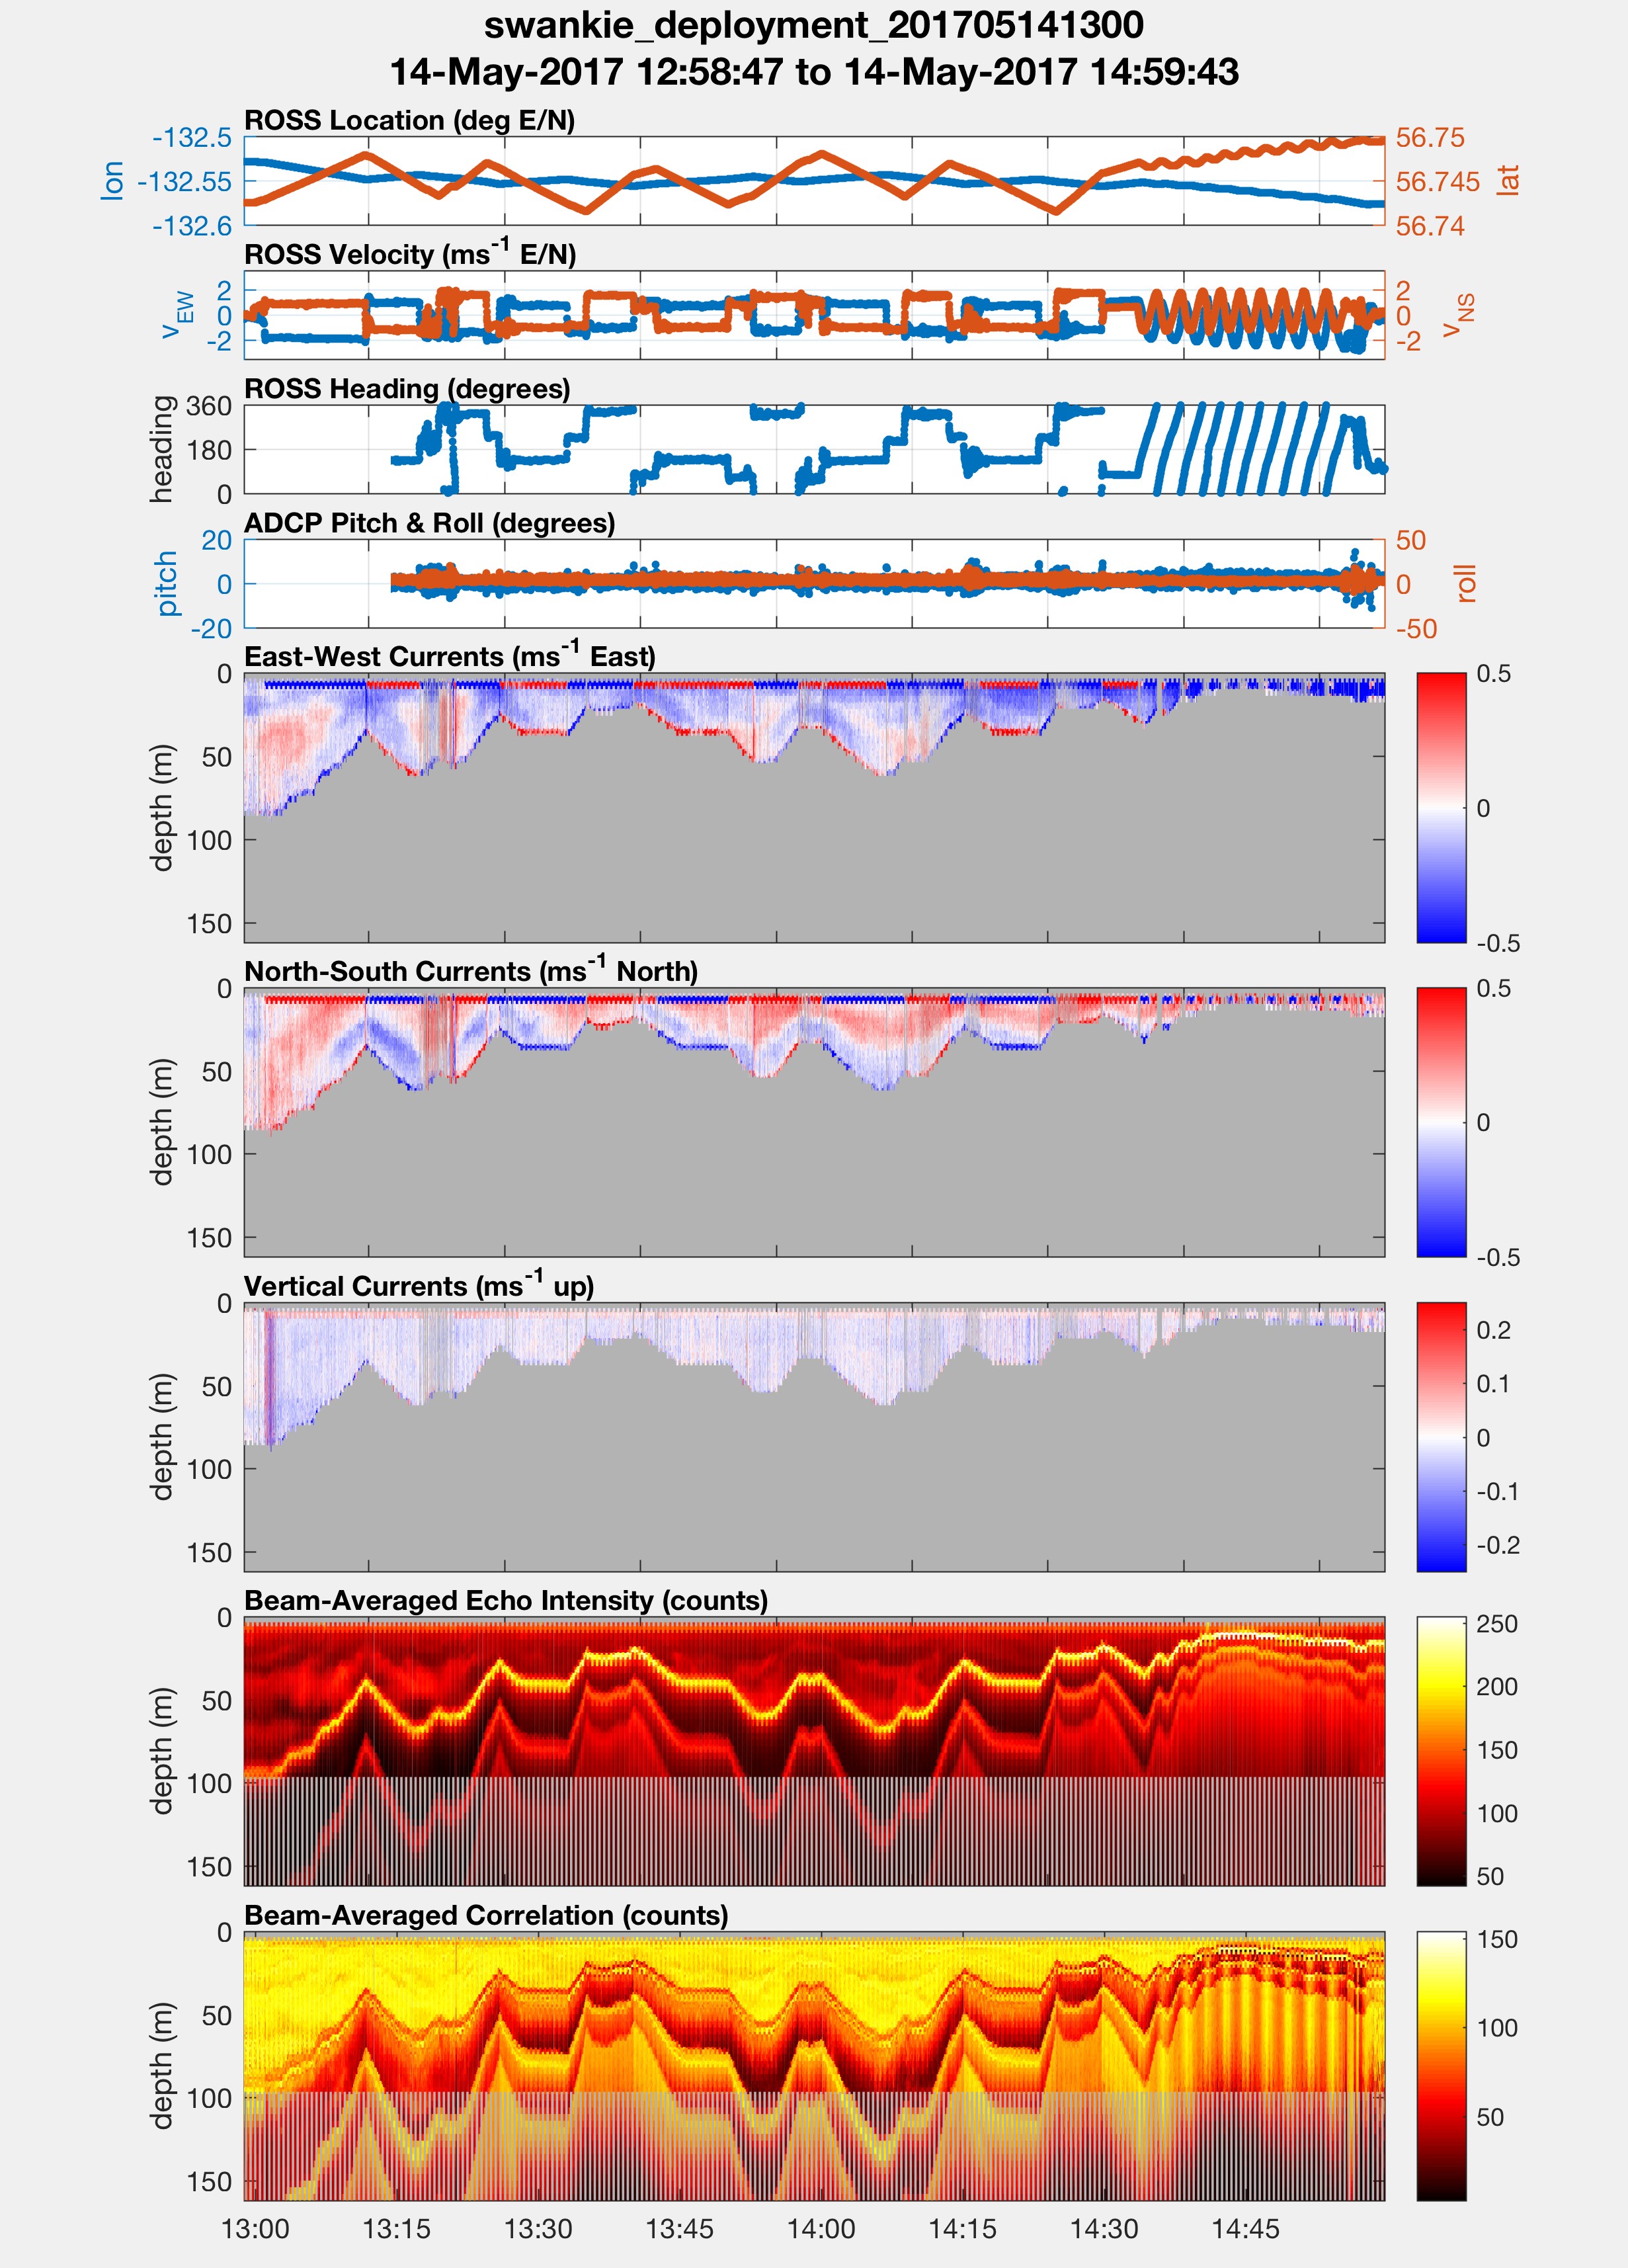 swankie_deployment_201705141300
14-May-2017 12:58:47 to 14-May-2017 14:59:43
ROSS Location (deg E/N)
-132.5
-132.55
-132.6
lon
56.75
56.745
56.74
lat
ROSS Velocity (ms-1 E/N)
2
0
-2
vEW
2
0
-2
vNS
ROSS Heading (degrees)
360
180
0
heading
ADCP Pitch & Roll (degrees)
20
0
-20
pitch
50
0
-50
roll
East-West Currents (ms-1 East)
0
50
100
150
depth (m)
0.5
0
-0.5
North-South Currents (ms-1 North)
0
50
100
150
depth (m)
0.5
0
-0.5
Vertical Currents (ms-1 up)
0
50
100
150
depth (m)
0.2
0.1
0
-0.1
-0.2
Beam-Averaged Echo Intensity (counts)
0
50
100
150
depth (m)
250
200
150
100
50
Beam-Averaged Correlation (counts)
0
50
100
150
depth (m)
150
100
50
13:00 13:15 13:30 13:45 14:00 14:15 14:30 14:45